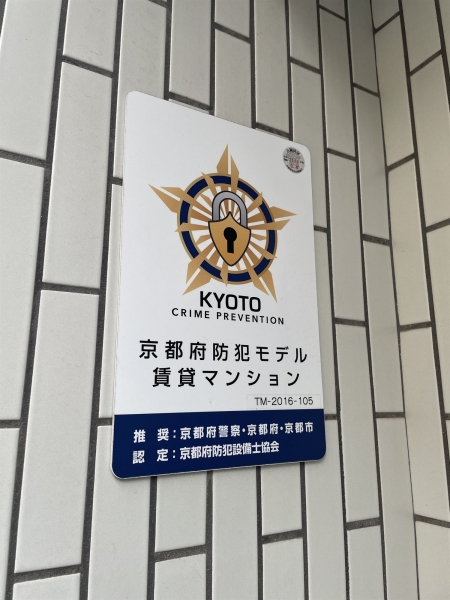 KYOTO
CRIME PREVENTION
京都府防犯モデル
賃貸マンション
TM-2016-105
推 奨：京都府警察・京都府・京都市
認 定：京都府防犯設備士協会